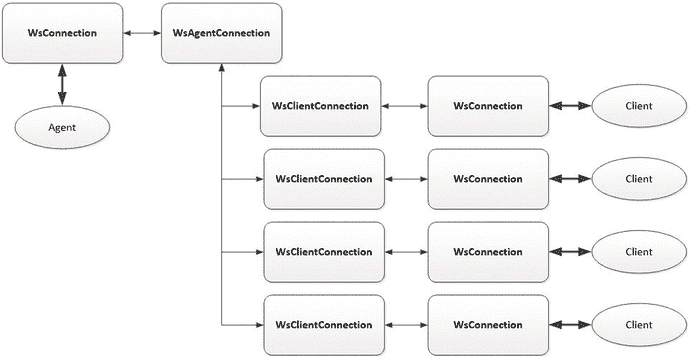 WsConnection
WsAgentConnection
Agent
WsClientConnection
WsConnection
Client
WsClientConnection
WsConnection
Client
WsClientConnection
WsConnection
Client
WsClientConnection
WsConnection
Client